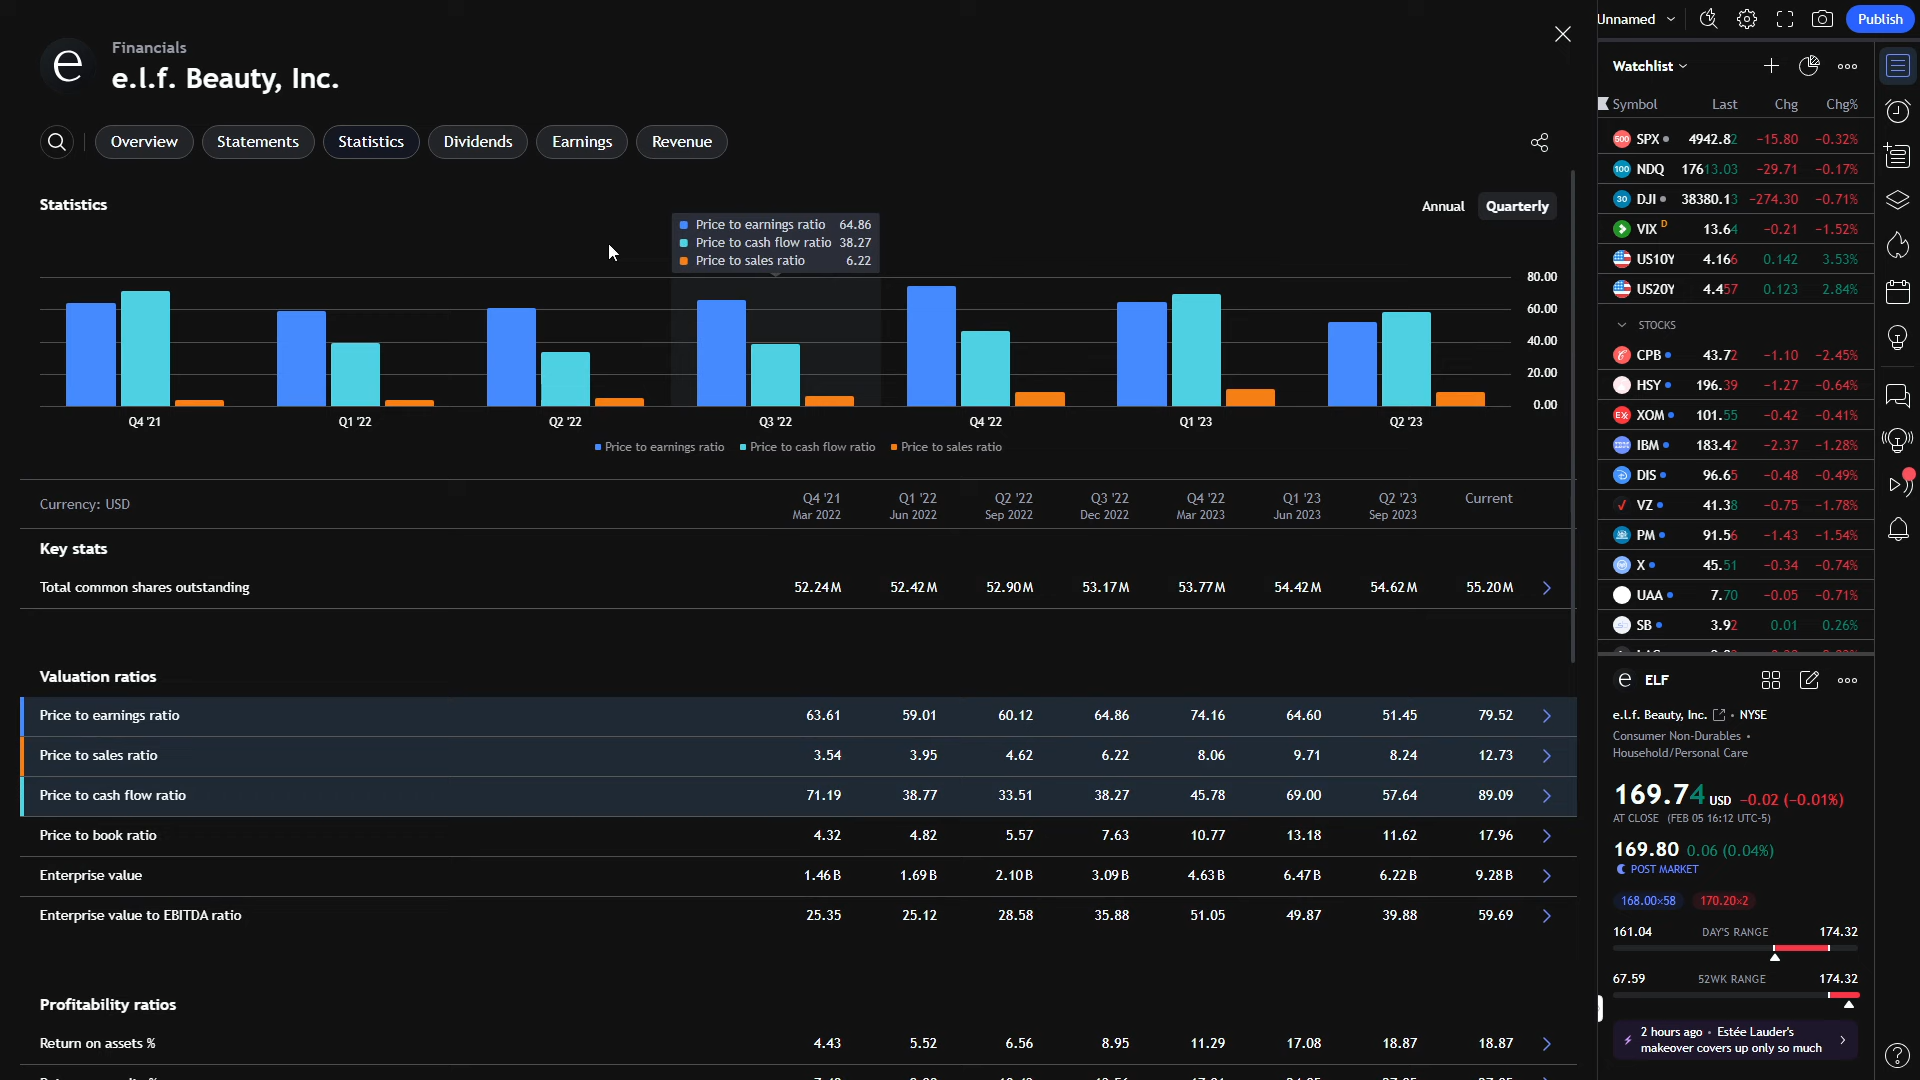 Financials
e.l.f. Beauty, Inc.
Overview Statements Statistics Dividends Earnings Revenue
Statistics
Annual Quarterly
Price to earnings ratio 64.86
Price to cash flow ratio 38.27
Price to sales ratio 6.22
80.00
60.00
40.00
20.00
0.00
Q4 '21 Q1 '22 Q2 '22 Q3 '22 Q4 '22 Q1 '23 Q2 '23
Price to earnings ratio Price to cash flow ratio Price to sales ratio
Currency: USD
Q4 '21 Q1 '22 Q2 '22 Q3 '22 Q4 '22 Q1 '23 Q2 '23 Current
Mar 2022 Jun 2022 Sep 2022 Dec 2022 Mar 2023 Jun 2023 Sep 2023
Key stats
Total common shares outstanding 52.24M 52.42M 52.90M 53.17M 53.77M 54.42M 54.62M 55.20M
Valuation ratios
Price to earnings ratio 63.61 59.01 60.12 64.86 74.16 64.60 51.45 79.52
Price to sales ratio 3.54 3.95 4.62 6.22 8.06 9.71 8.24 12.73
Price to cash flow ratio 71.19 38.77 33.51 38.27 45.78 69.00 57.64 89.09
Price to book ratio 4.32 4.82 5.57 7.63 10.77 13.18 11.62 17.96
Enterprise value 1.46B 1.69B 2.10B 3.09B 4.63B 6.47B 6.22B 9.28B
Enterprise value to EBITDA ratio 25.35 25.12 28.58 35.88 51.05 49.87 39.88 59.69
Profitability ratios
Return on assets % 4.43 5.52 6.56 8.95 11.29 17.08 18.87 18.87
Unnamed
Publish
Watchlist
Symbol Last Chg Chg%
500 SPX 4942.82 −15.80 −0.32%
100 NDQ 17613.03 −29.71 −0.17%
30 DJI 38380.13 −274.30 −0.71%
VIX D 13.64 −0.21 −1.52%
US10Y 4.166 0.142 3.53%
US20Y 4.457 0.123 2.84%
STOCKS
CPB 43.72 −1.10 −2.45%
HSY 196.39 −1.27 −0.64%
XOM 101.55 −0.42 −0.41%
IBM 183.42 −2.37 −1.28%
DIS 96.65 −0.48 −0.49%
VZ 41.38 −0.75 −1.78%
PM 91.56 −1.43 −1.54%
X 45.51 −0.34 −0.74%
UAA 7.70 −0.05 −0.71%
SB 3.92 0.01 0.26%
e ELF
e.l.f. Beauty, Inc. • NYSE
Consumer Non-Durables •
Household/Personal Care
169.74 USD −0.02 (−0.01%)
AT CLOSE (FEB 05 16:12 UTC-5)
169.80 0.06 (0.04%)
POST MARKET
168.00×58 170.20×2
161.04 DAY'S RANGE 174.32
67.59 52WK RANGE 174.32
2 hours ago • Estée Lauder's
makeover covers up only so much